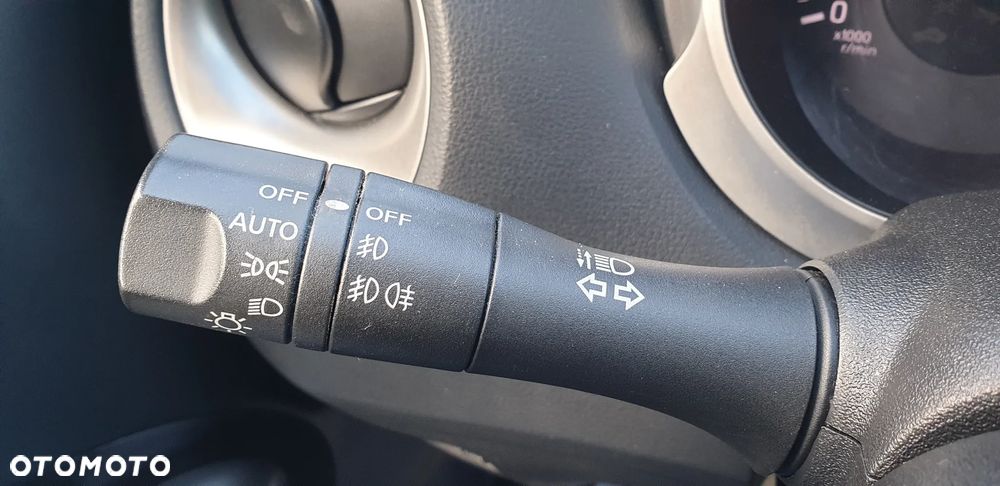 0
x1000
r/min
OFF
OFF
AUTO
OTOMOTO